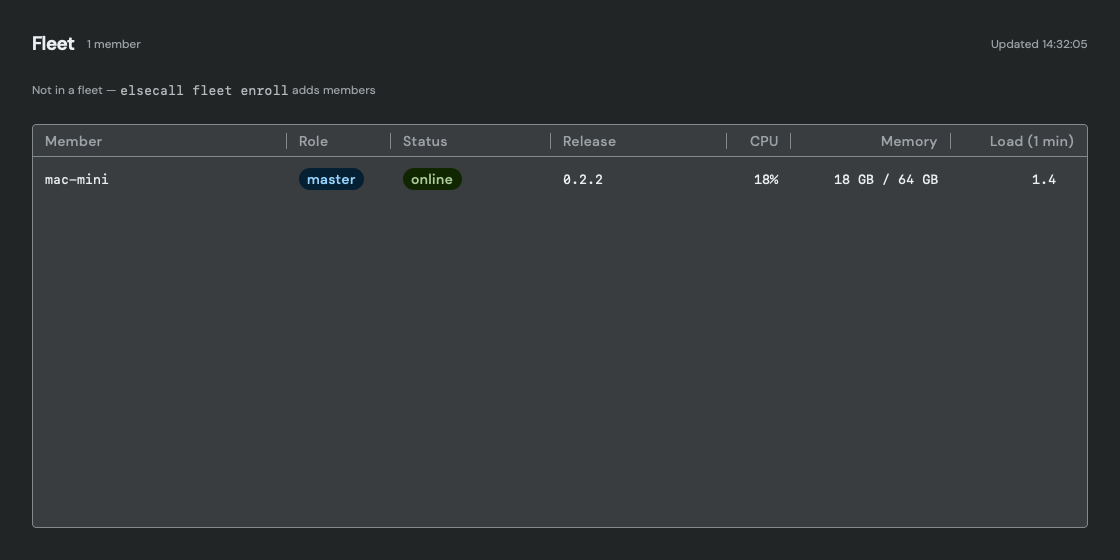 Fleet 1 member Updated 14:32:05
Not in a fleet — elsecall fleet enroll adds members
Member Role Status Release CPU Memory Load (1 min)
mac-mini master online 0.2.2 18% 18 GB / 64 GB 1.4